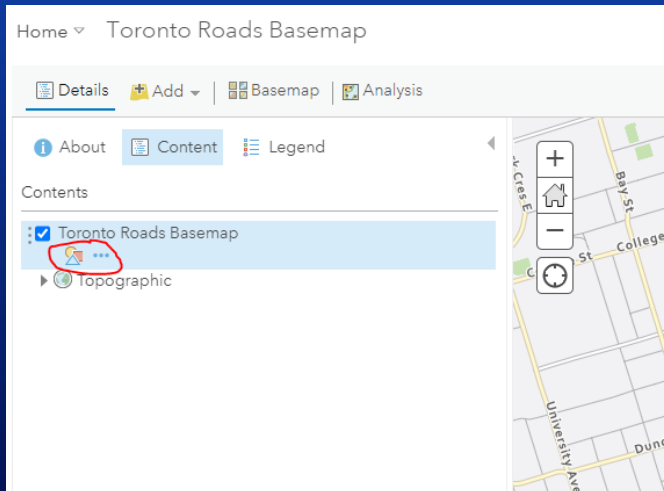 Home Toronto Roads Basemap
Details Add Basemap Analysis
About Content Legend
Contents
Toronto Roads Basemap
Topographic
Cres E
Bay St
College
St
University Ave